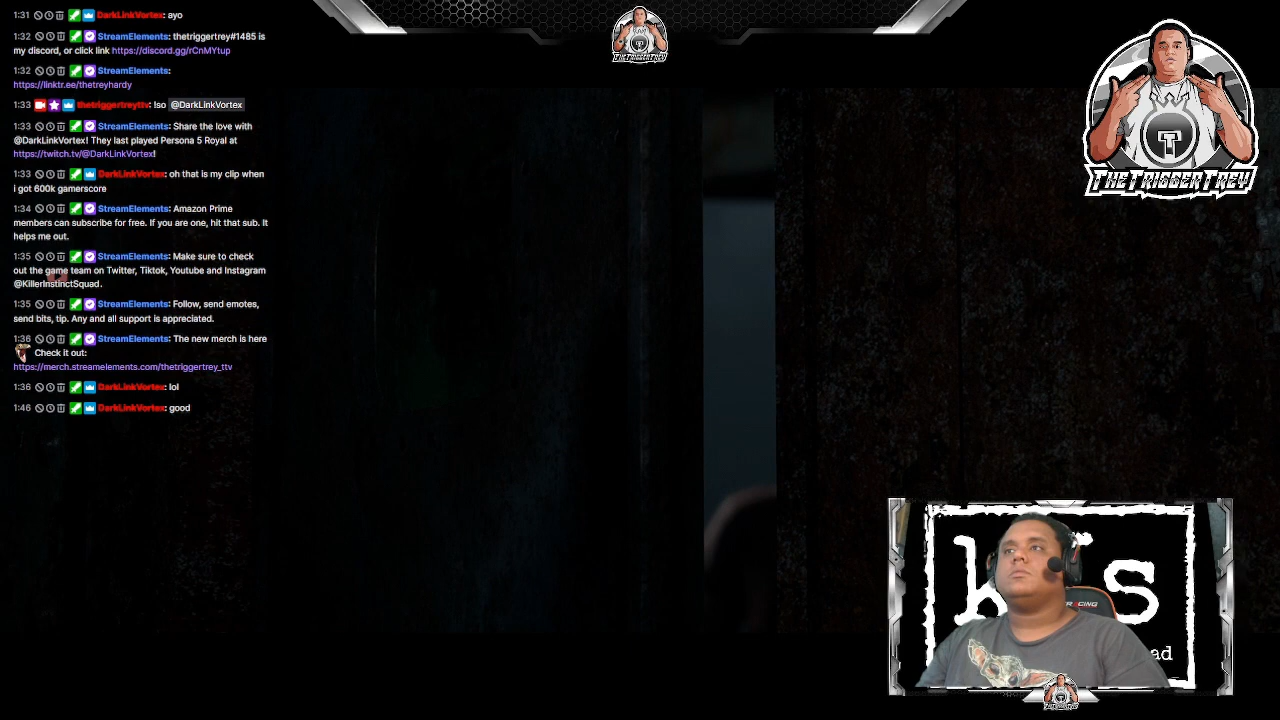 1:31 DarkLinkVortex: ayo
1:32 StreamElements: thetriggertrey#1485 is
my discord, or click link https://discord.gg/rCnMYtup
1:32 StreamElements:
https://linktr.ee/thetreyhardy
1:33 thetriggertreyttv: !so @DarkLinkVortex
1:33 StreamElements: Share the love with
@DarkLinkVortex! They last played Persona 5 Royal at
https://twitch.tv/@DarkLinkVortex!
1:33 DarkLinkVortex: oh that is my clip when
i got 600k gamerscore
1:34 StreamElements: Amazon Prime
members can subscribe for free. If you are one, hit that sub. It
helps me out.
1:35 StreamElements: Make sure to check
out the game team on Twitter, Tiktok, Youtube and Instagram
@KillerInstinctSquad.
1:35 StreamElements: Follow, send emotes,
send bits, tip. Any and all support is appreciated.
1:36 StreamElements: The new merch is here
Check it out:
https://merch.streamelements.com/thetriggertrey_ttv
1:36 DarkLinkVortex: lol
1:46 DarkLinkVortex: good
THETRIGGERTREY
T
THETRIGGERTREY
k s
RACING
ad